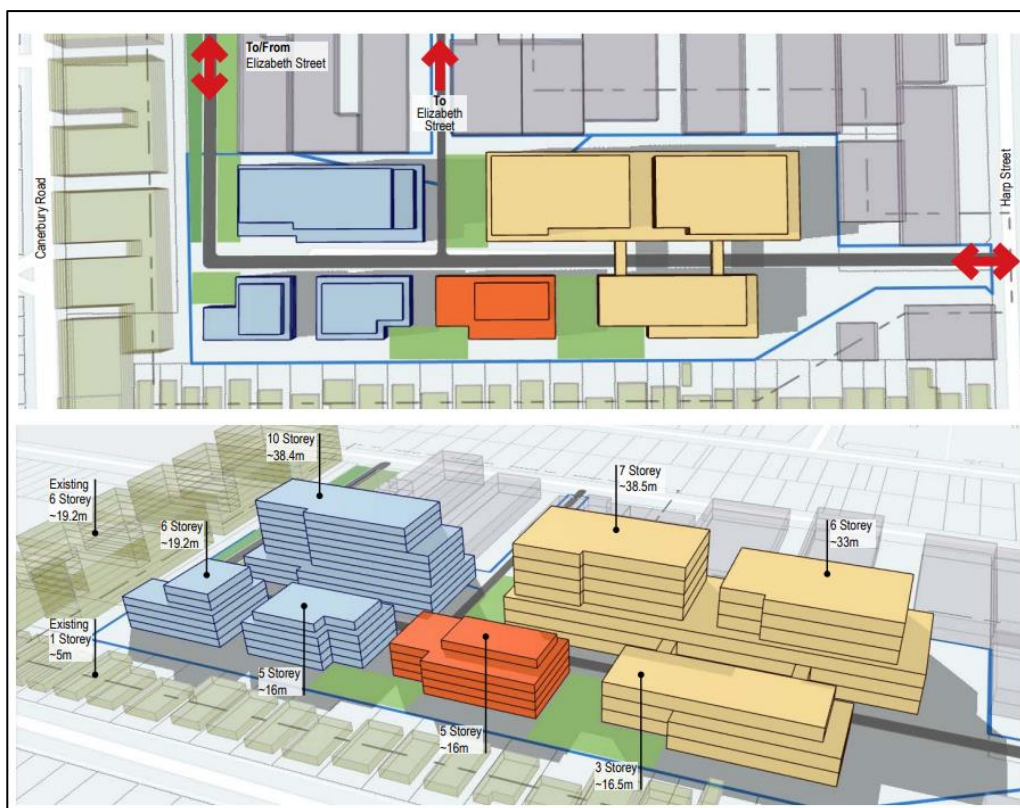 To/From
Elizabeth Street
To
Elizabeth
Street
Canerbury Road
Harp Street
10 Storey
~38.4m
7 Storey
~38.5m
Existing
6 Storey
~19.2m
6 Storey
~19.2m
6 Storey
~33m
Existing
1 Storey
~5m
5 Storey
~16m
5 Storey
~16m
3 Storey
~16.5m